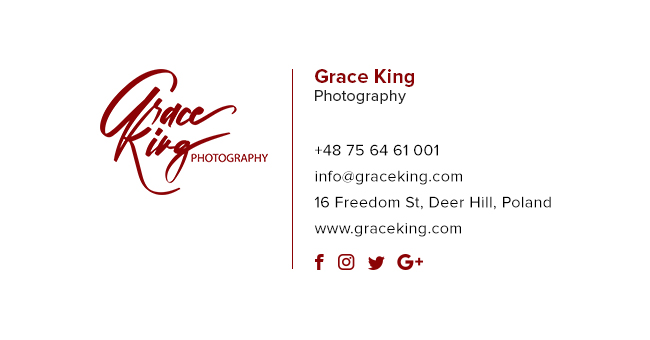 Grace
King
PHOTOGRAPHY
Grace King
Photography
+48 75 64 61 001
info@graceking.com
16 Freedom St, Deer Hill, Poland
www.graceking.com
f G+